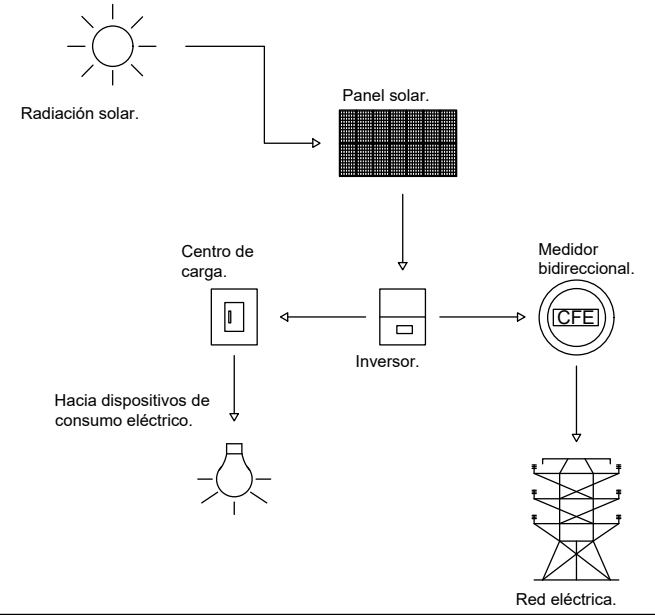 Radiación solar.
Panel solar.
Centro de
carga.
Medidor
bidireccional.
CFE
Inversor.
Hacia dispositivos de
consumo eléctrico.
Red eléctrica.